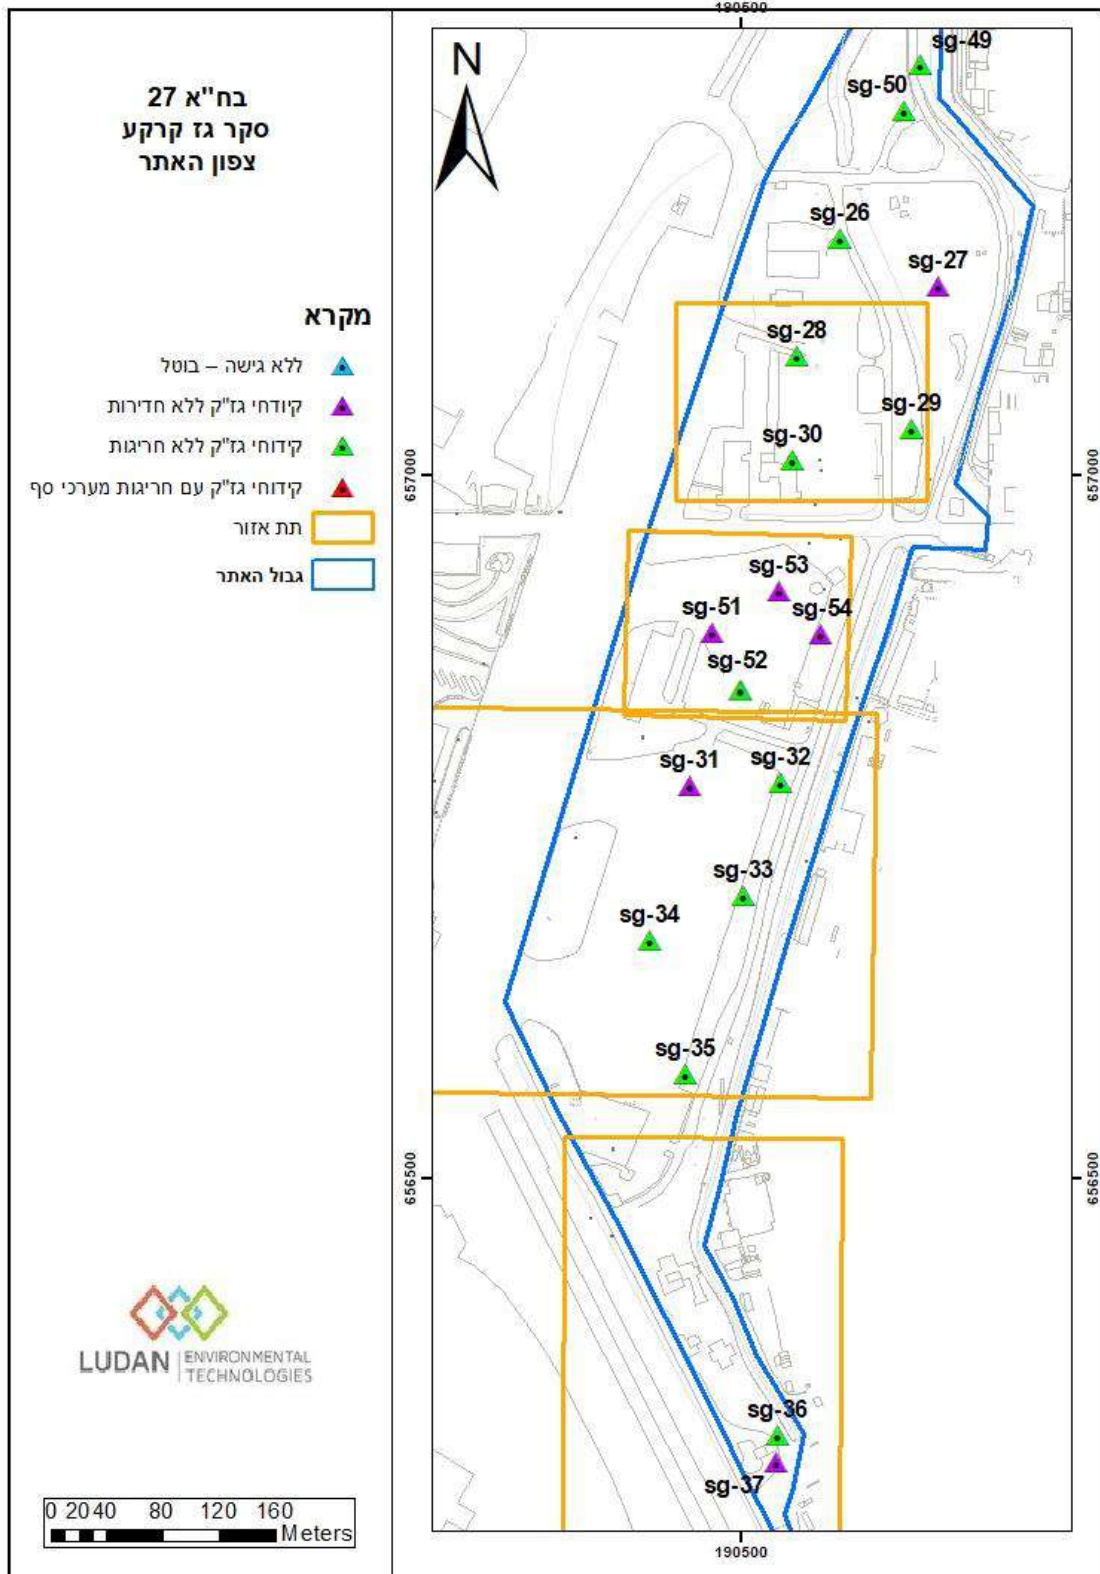 בח"א 27
סקר גז קרקע
צפון האתר
מקרא
ללא גישה – בוטל
קיודחי גז"ק ללא חדירות
קידוחי גז"ק ללא חריגות
קידוחי גז"ק עם חריגות מערכי סף
תת אזור
גבול האתר
LUDAN ENVIRONMENTAL
TECHNOLOGIES
0 20 40 80 120 160
Meters
190500
N
sg-49
sg-50
sg-26
sg-27
sg-28
sg-29
sg-30
657000
657000
sg-53
sg-51
sg-54
sg-52
sg-31
sg-32
sg-33
sg-34
sg-35
656500
656500
sg-36
sg-37
190500